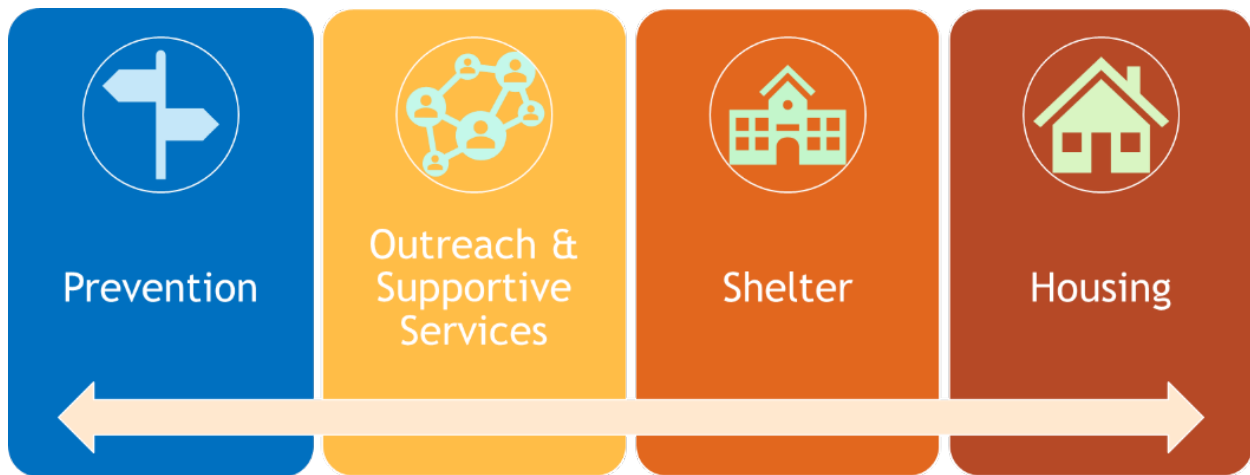 Prevention
Outreach &
Supportive
Services
Shelter
Housing